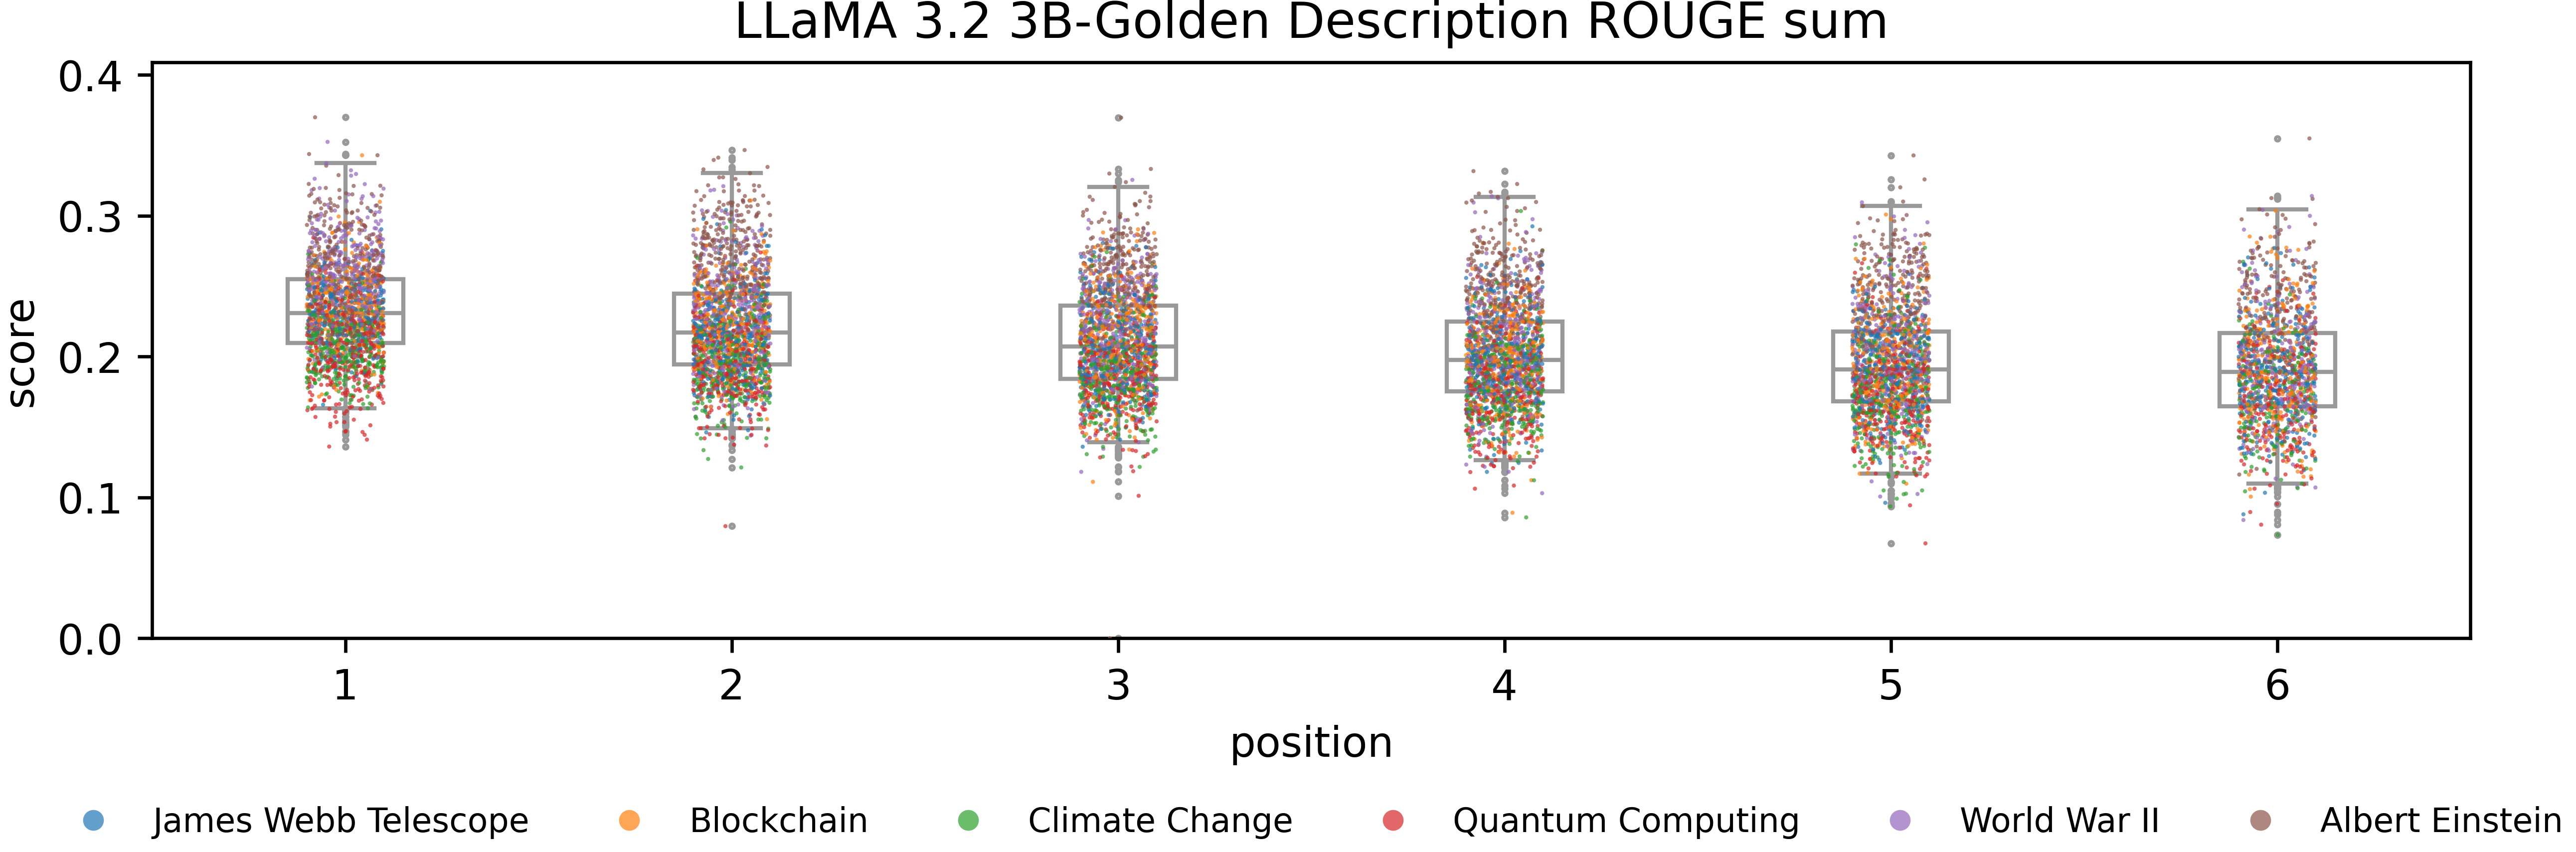 LLaMA 3.2 3B-Golden Description ROUGE sum
0.4
0.3
0.2
0.1
0.0
score
1 2 3 4 5 6
position
James Webb Telescope Blockchain Climate Change Quantum Computing World War II Albert Einstein